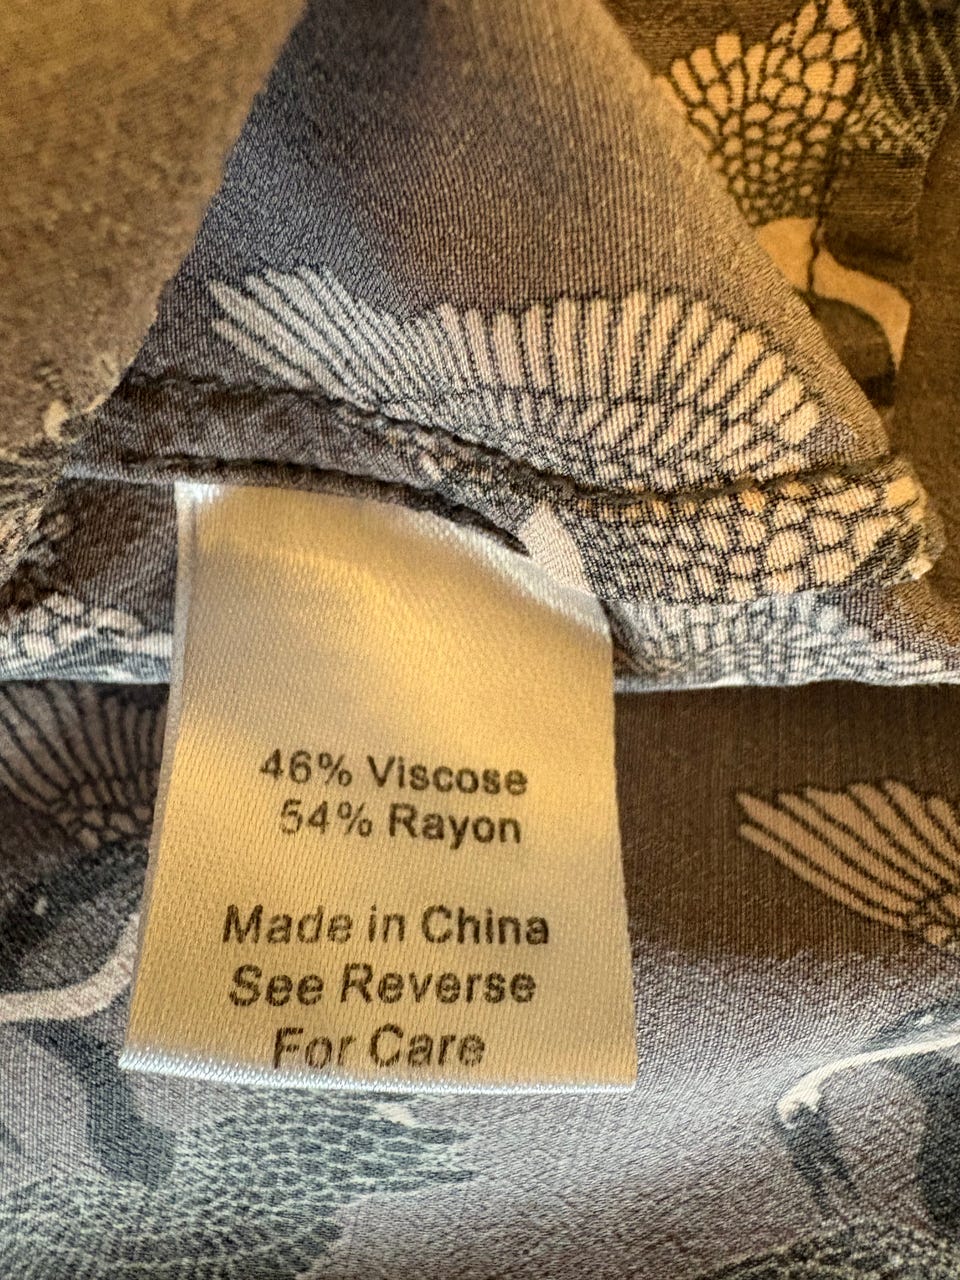 46% Viscose
54% Rayon
Made in China
See Reverse
For Care